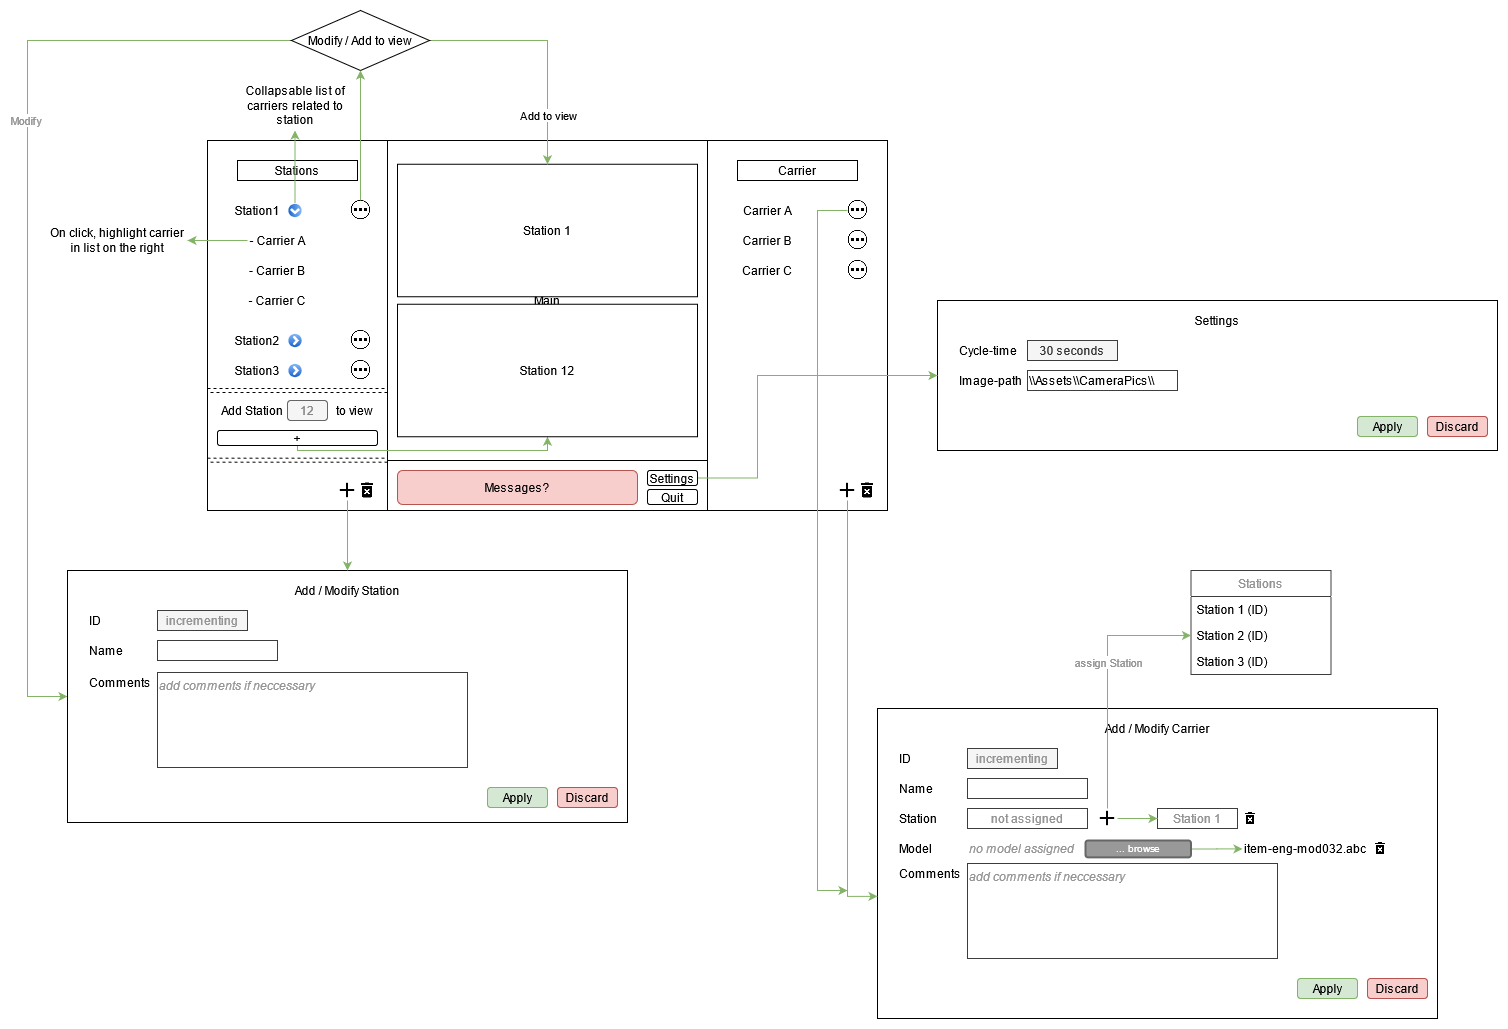 Modify / Add to view
Collapsable list of
carriers related to
station
Modify
Add to view
Stations
Carrier
Station1
On click, highlight carrier
in list on the right
- Carrier A
- Carrier B
- Carrier C
Station2
Station3
Add Station 12 to view
+
Station 1
Main
Station 12
Messages?
Settings
Quit
Carrier A
Carrier B
Carrier C
Settings
Cycle-time 30 seconds
Image-path \\Assets\\CameraPics\\
Apply Discard
Add / Modify Station
ID incrementing
Name
Comments add comments if neccessary
Apply Discard
Stations
Station 1 (ID)
Station 2 (ID)
Station 3 (ID)
assign Station
Add / Modify Carrier
ID incrementing
Name
Station not assigned Station 1
Model no model assigned ... browse item-eng-mod032.abc
Comments add comments if neccessary
Apply Discard